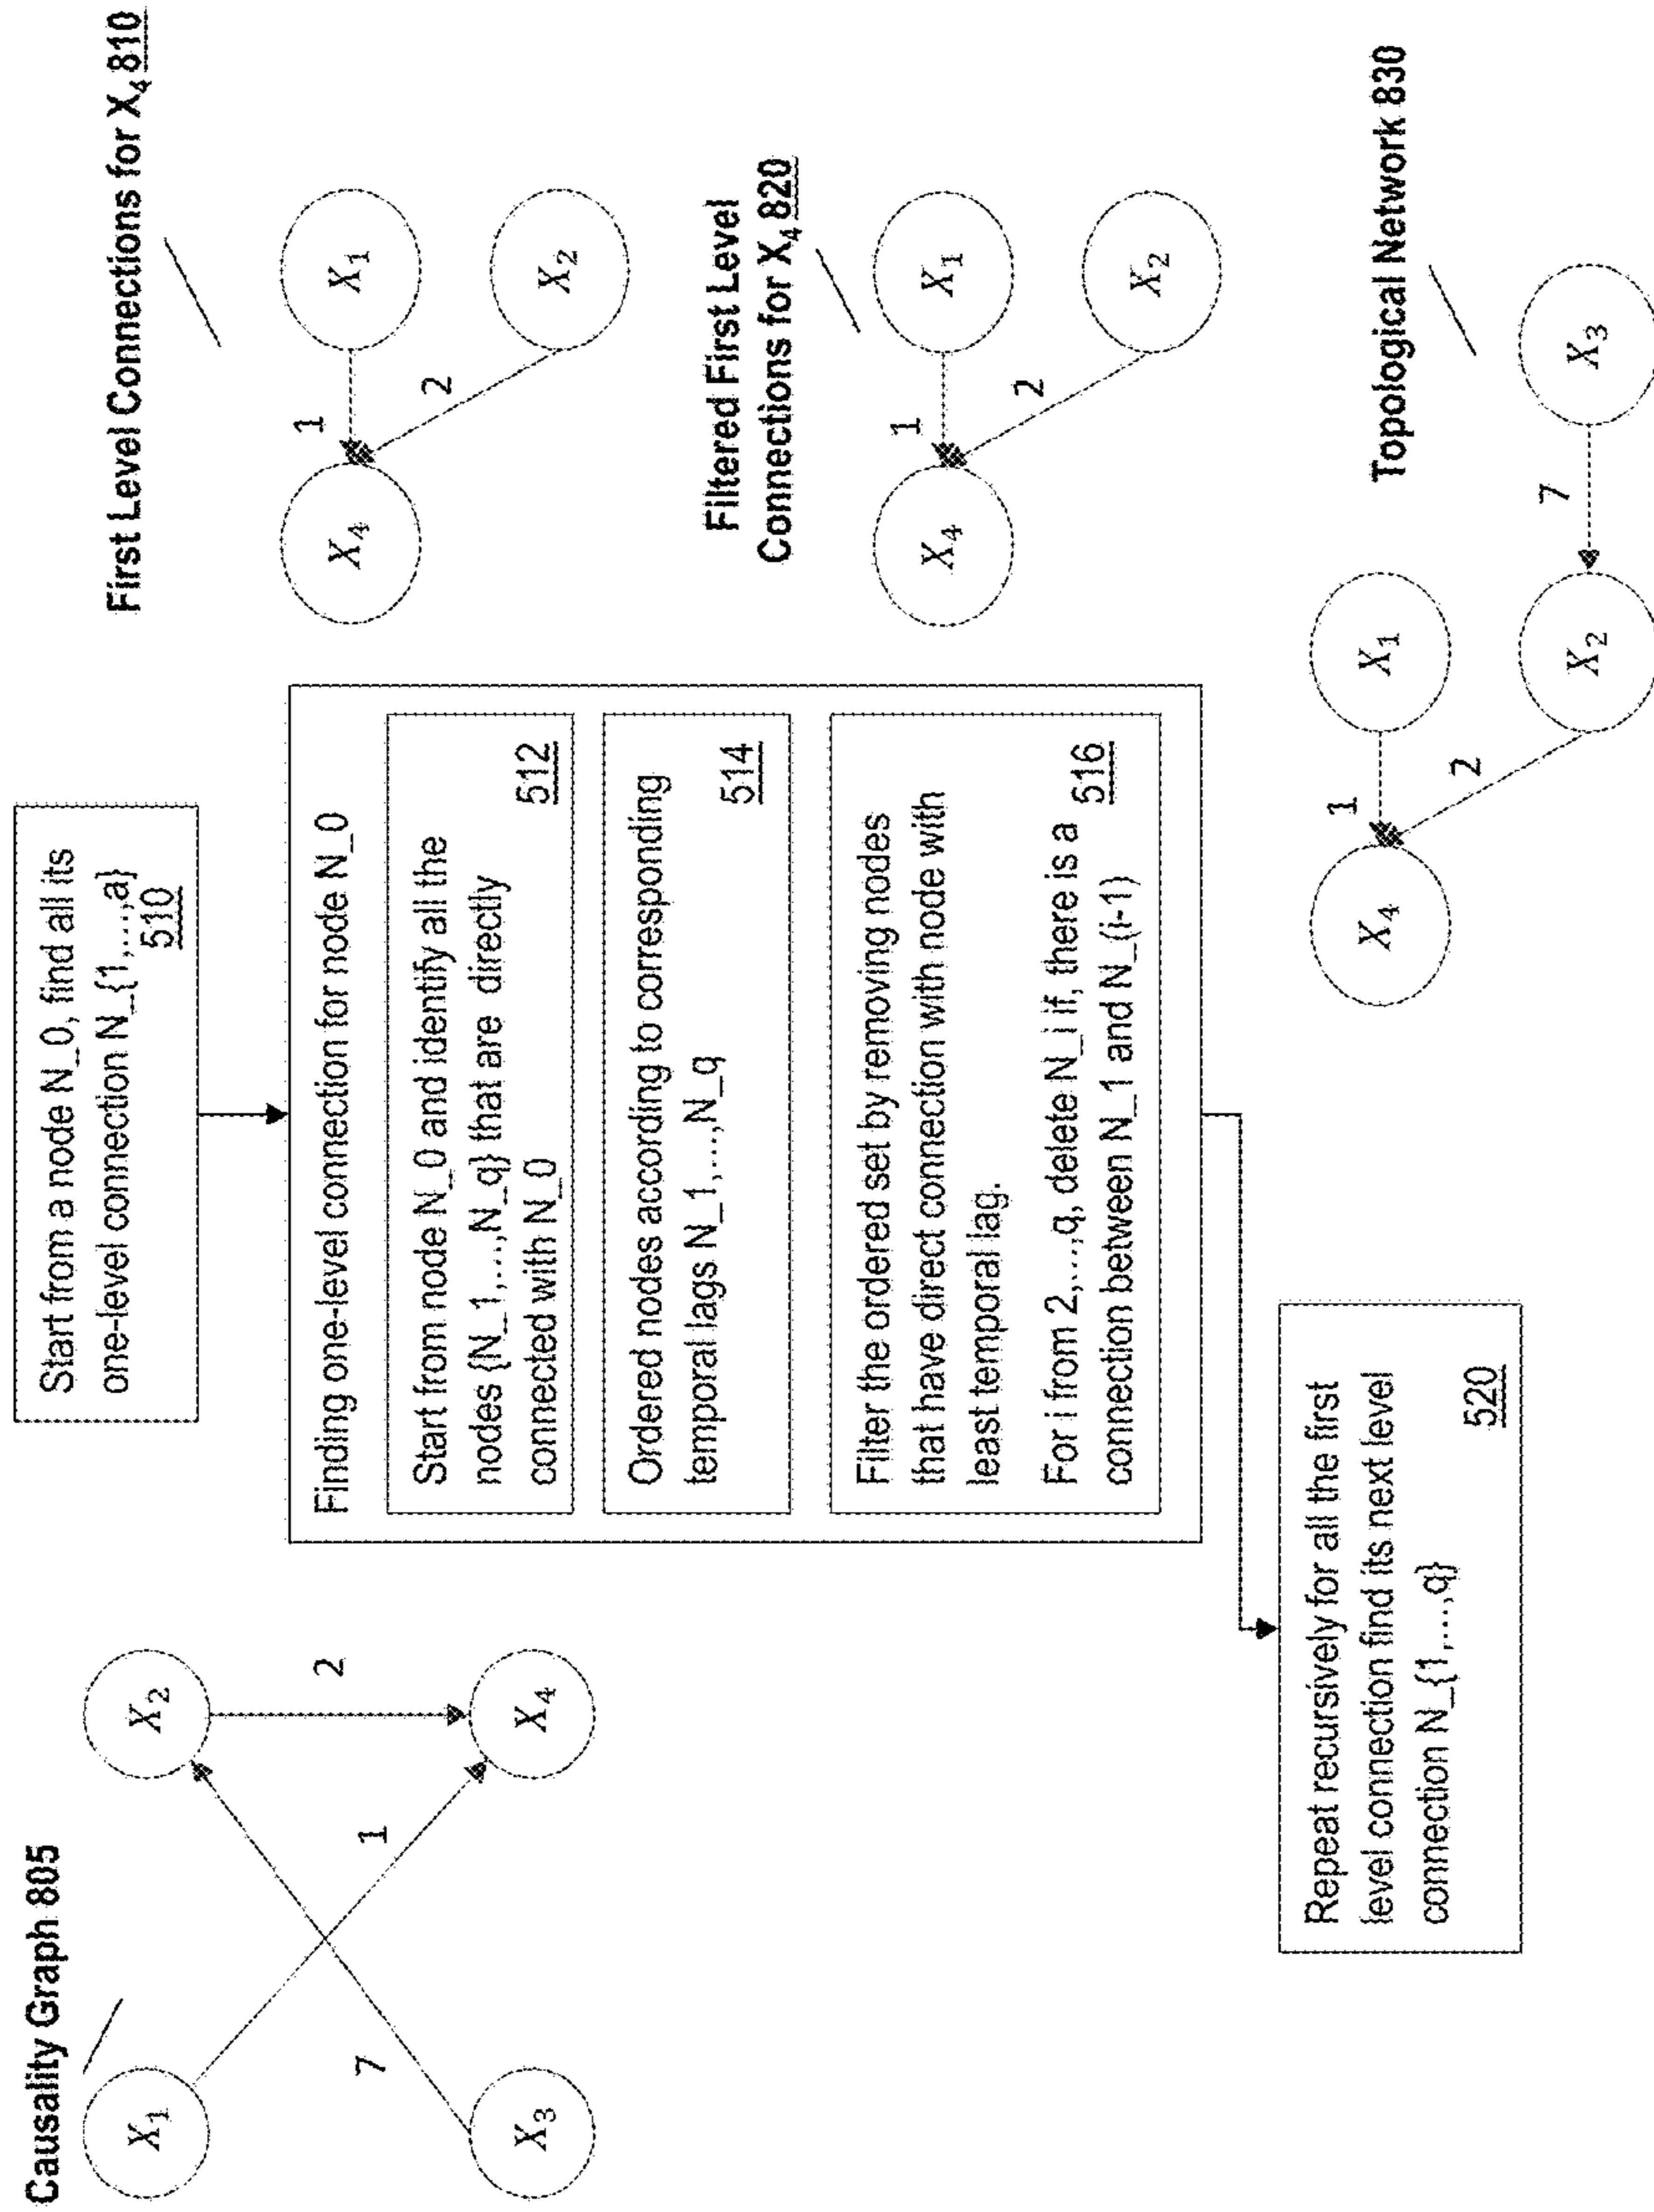 Causality Graph 805
X₁
X₂
X₃
X₄
7
1
2
Start from a node N_0, find all its
one-level connection N_{1,...,a}
510
Finding one-level connection for node N_0
Start from node N_0 and identify all the
nodes {N_1,...,N_q} that are directly
connected with N_0
512
Ordered nodes according to corresponding
temporal lags N_1,...,N_q
514
Filter the ordered set by removing nodes
that have direct connection with node with
least temporal lag.
For i from 2,...,q, delete N_i if, there is a
connection between N_1 and N_(i-1)
516
Repeat recursively for all the first
level connection find its next level
connection N_{1,...,q}
520
First Level Connections for X₄ 810
X₄
1
X₁
2
X₂
Filtered First Level
Connections for X₄ 820
X₄
1
X₁
2
X₂
Topological Network 830
X₄
1
X₁
2
X₂
7
X₃